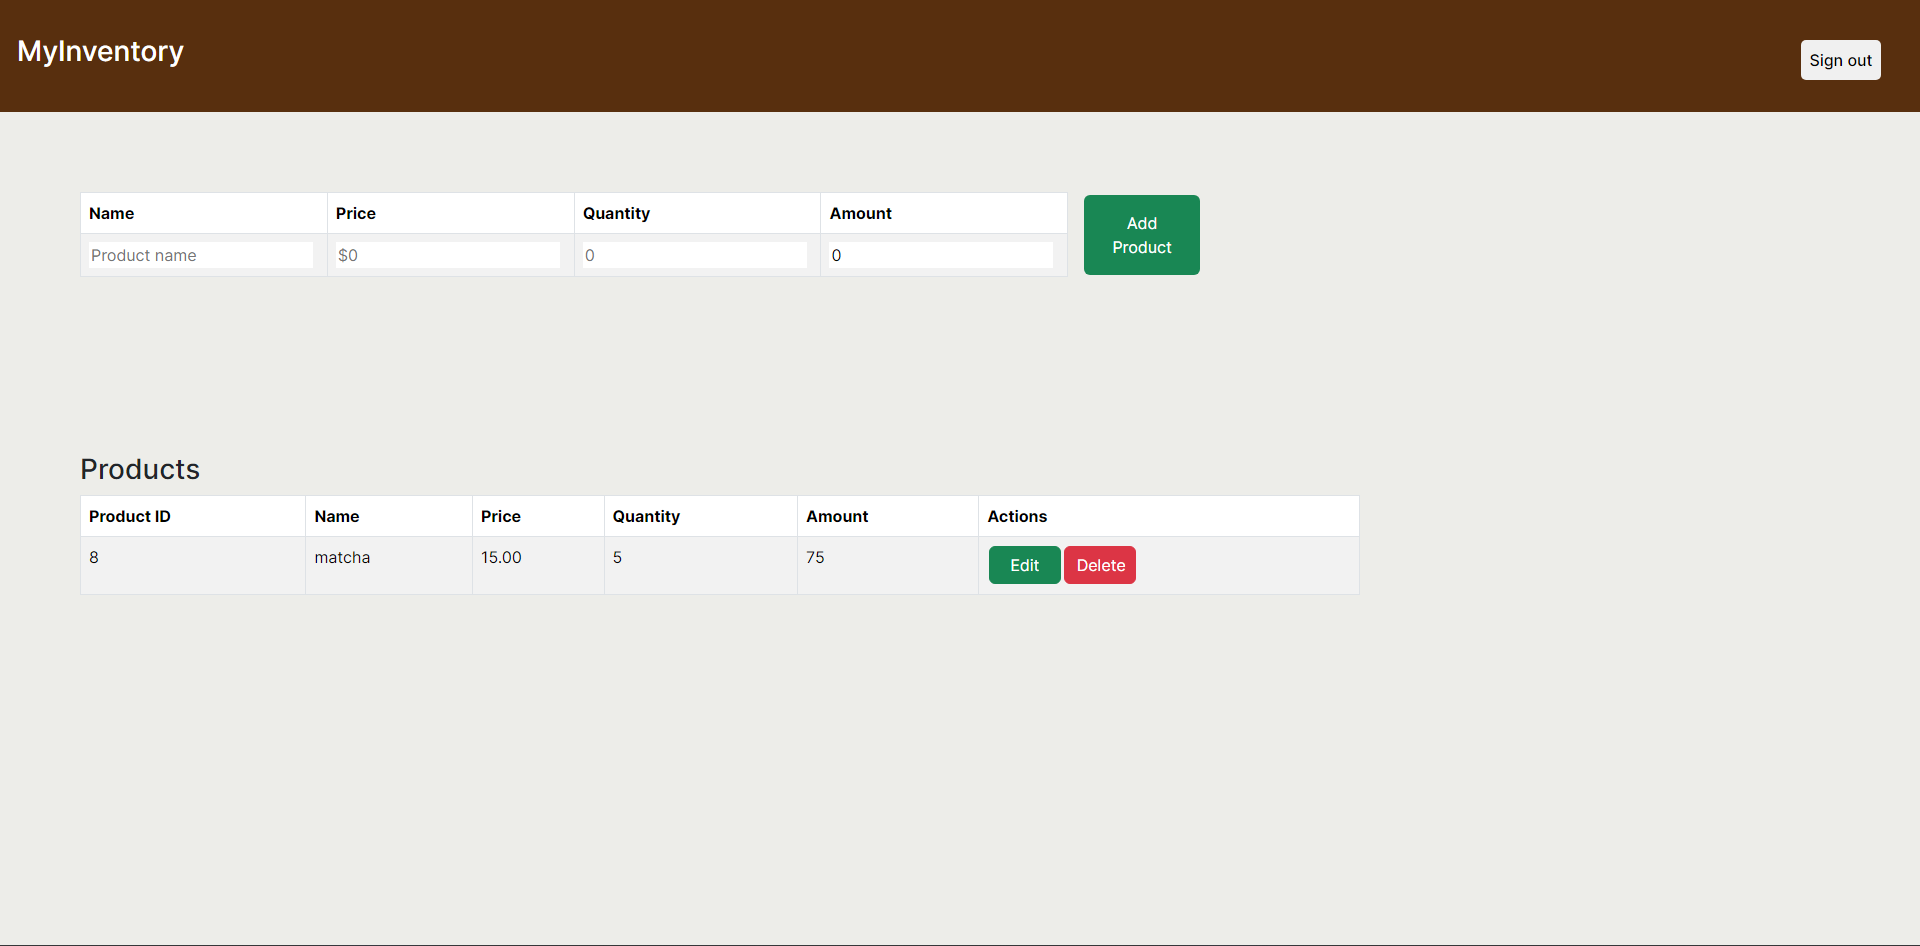 MyInventory
Sign out
Name Price Quantity Amount
Product name $0 0 0
Add
Product
Products
Product ID Name Price Quantity Amount Actions
8 matcha 15.00 5 75 Edit Delete